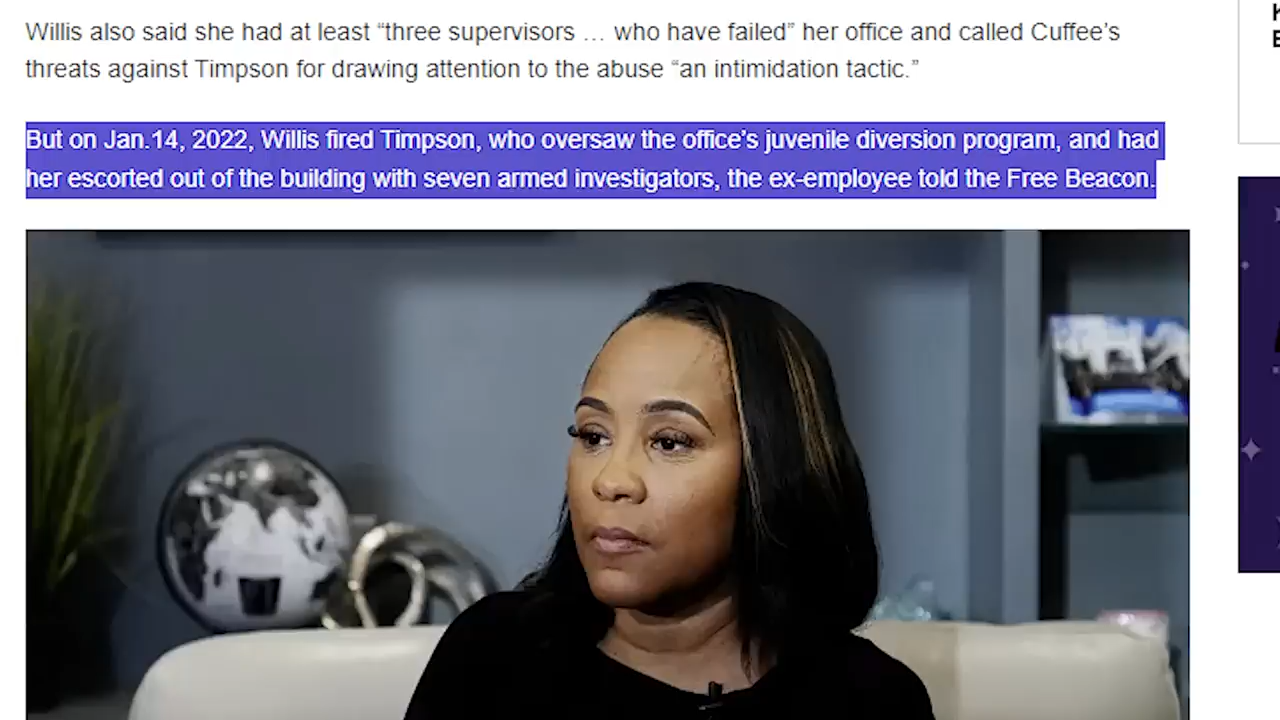 Willis also said she had at least “three supervisors … who have failed” her office and called Cuffee’s
threats against Timpson for drawing attention to the abuse “an intimidation tactic.”
But on Jan.14, 2022, Willis fired Timpson, who oversaw the office’s juvenile diversion program, and had
her escorted out of the building with seven armed investigators, the ex-employee told the Free Beacon.